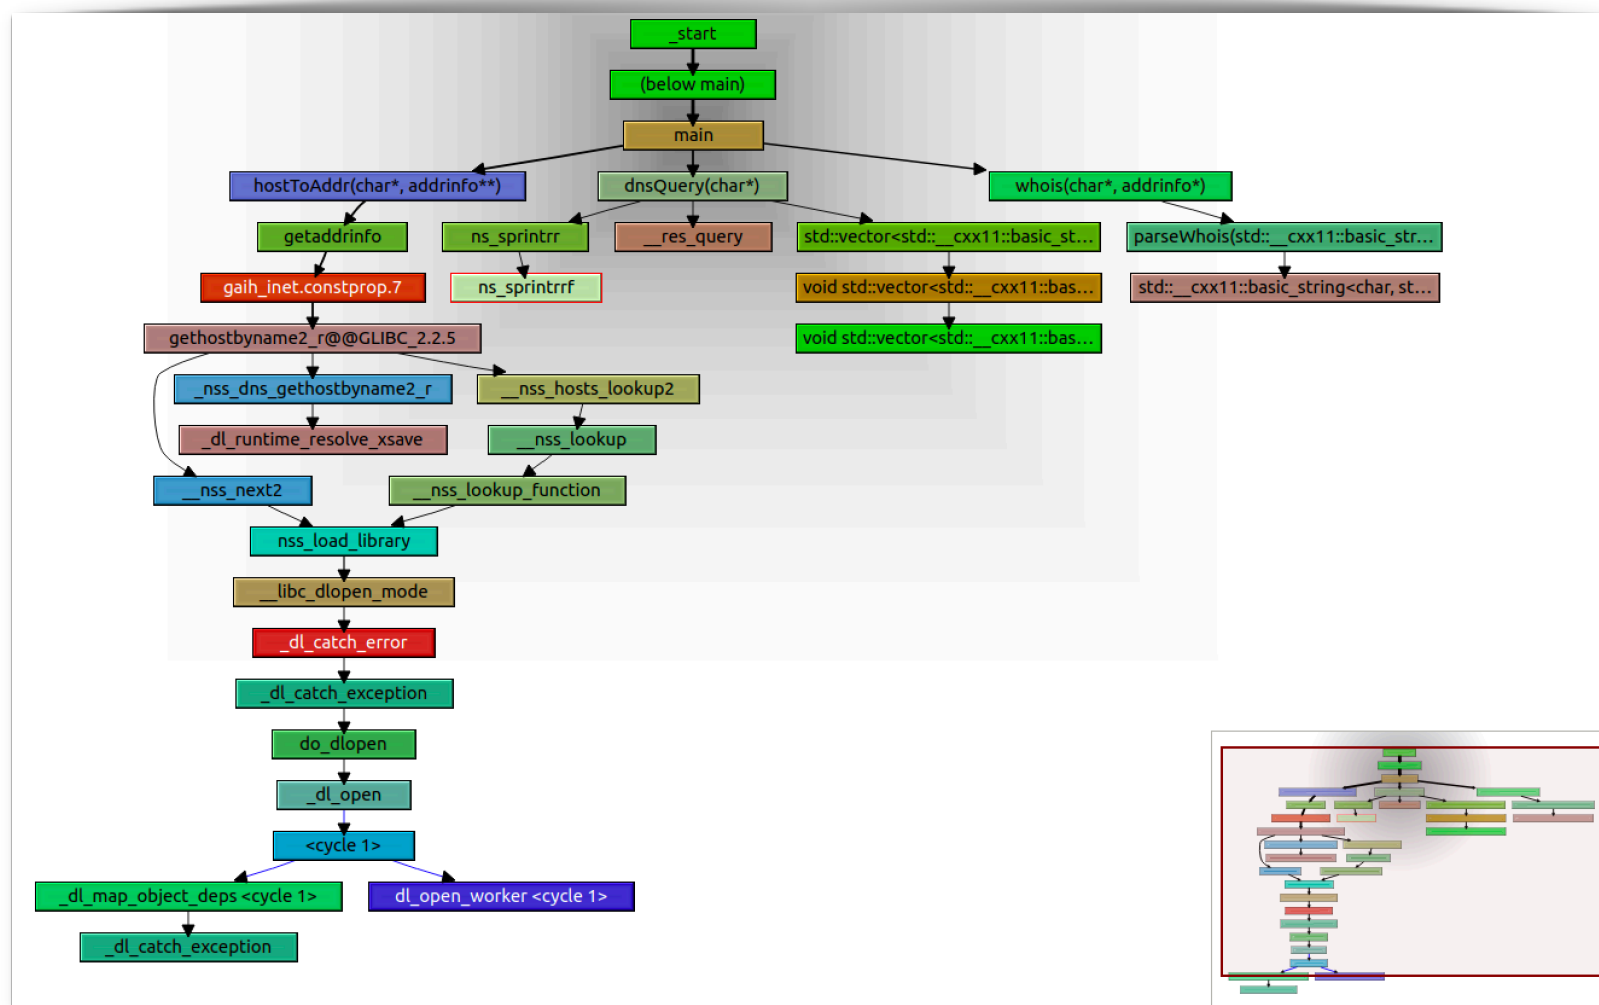 _start
(below main)
main
hostToAddr(char*, addrinfo**)
dnsQuery(char*)
whois(char*, addrinfo*)
getaddrinfo
ns_sprintrr
__res_query
std::vector<std::__cxx11::basic_st...
parseWhois(std::__cxx11::basic_str...
gaih_inet.constprop.7
ns_sprintrrf
void std::vector<std::__cxx11::bas...
std::__cxx11::basic_string<char, st...
gethostbyname2_r@@GLIBC_2.2.5
void std::vector<std::__cxx11::bas...
_nss_dns_gethostbyname2_r
__nss_hosts_lookup2
_dl_runtime_resolve_xsave
__nss_lookup
__nss_next2
__nss_lookup_function
nss_load_library
__libc_dlopen_mode
_dl_catch_error
_dl_catch_exception
do_dlopen
_dl_open
<cycle 1>
_dl_map_object_deps <cycle 1>
dl_open_worker <cycle 1>
_dl_catch_exception